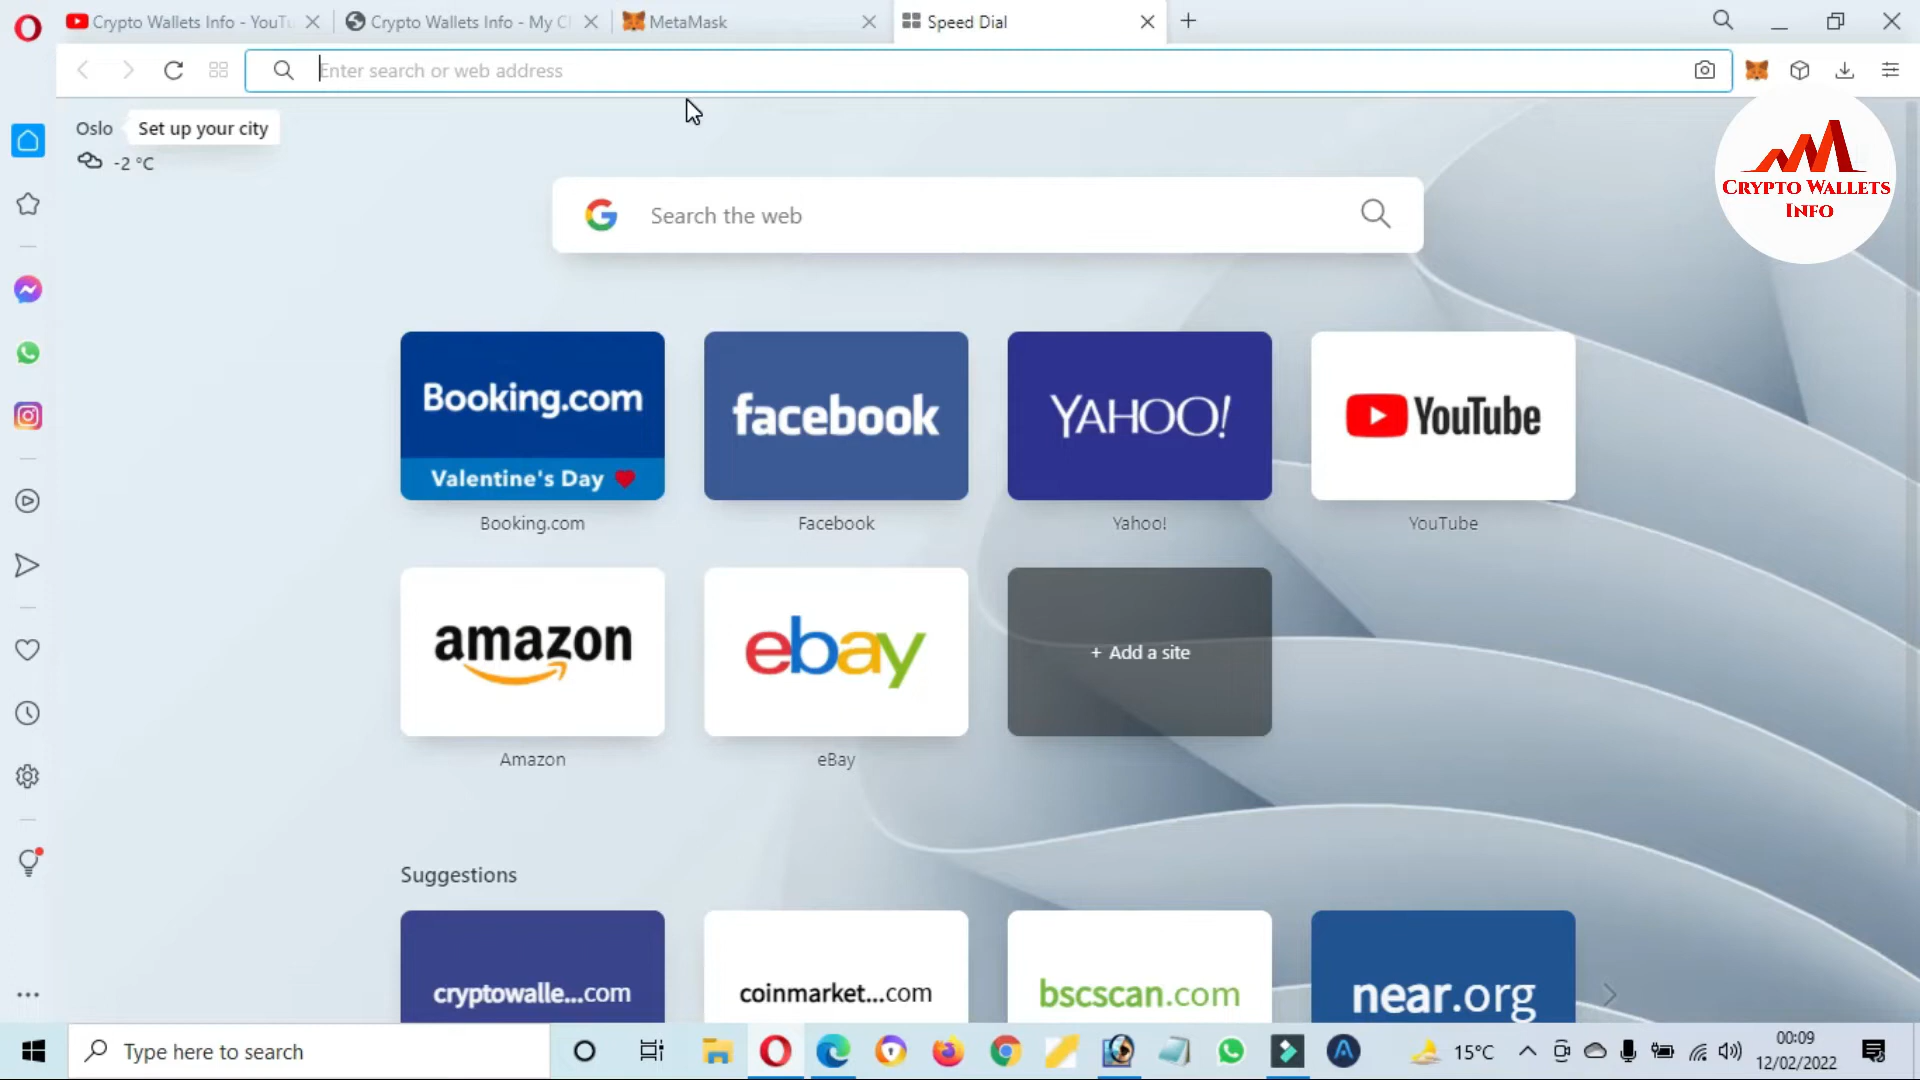 Crypto Wallets Info - YouTu
Crypto Wallets Info - My Cl
MetaMask
Speed Dial
Enter search or web address
Oslo
Set up your city
-2 °C
CRYPTO WALLETS
INFO
Search the web
Booking.com
Valentine's Day
facebook
YAHOO!
YouTube
Booking.com
Facebook
Yahoo!
YouTube
amazon
ebay
+ Add a site
Amazon
eBay
Suggestions
cryptowalle...com
coinmarket...com
bscscan.com
near.org
Type here to search
15°C
00:09
12/02/2022